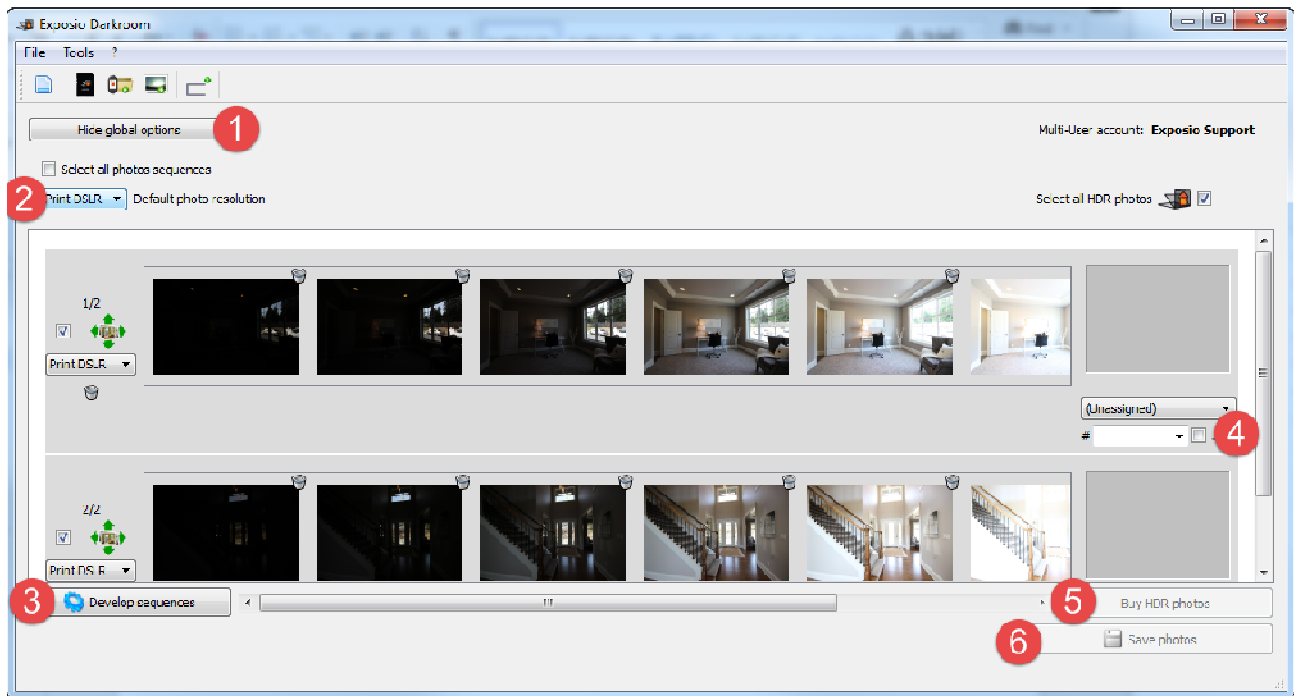 Exposio Darkroom
File Tools ?
Hide global options 1
Multi-User account: Exposio Support
Select all photos sequences
2 Print DSLR Default photo resolution
Select all HDR photos
1/2
Print DSLR
(Unassigned)
# 4
2/2
Print DSLR
3 Develop sequences
5 Buy HDR photos
6 Save photos